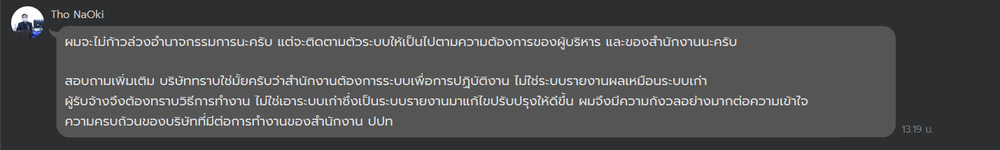 Tho NaOki
ผมจะไม่ก้าวล่วงอำนาจกรรมการนะครับ แต่จะติดตามตัวระบบให้เป็นไปตามความต้องการของผู้บริหาร และของสำนักงานนะครับ
สอบถามเพิ่มเติม บริษัททราบใช่มั้ยครับว่าสำนักงานต้องการระบบเพื่อการปฏิบัติงาน ไม่ใช่ระบบรายงานผลเหมือนระบบเก่า
ผู้รับจ้างจึงต้องทราบวิธีการทำงาน ไม่ใช่เอาระบบเก่าซึ่งเป็นระบบรายงานมาแก้ไขปรับปรุงให้ดีขึ้น ผมจึงมีความกังวลอย่างมากต่อความเข้าใจ
ความครบถ้วนของบริษัทที่มีต่อการทำงานของสำนักงาน ปปท
13.19 น.